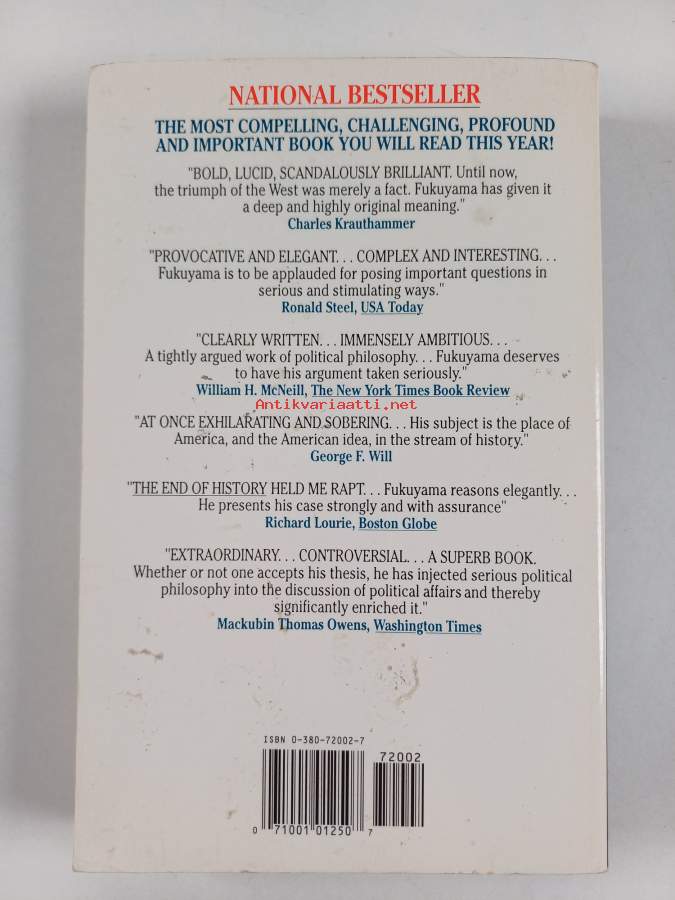 NATIONAL BESTSELLER
THE MOST COMPELLING, CHALLENGING, PROFOUND
AND IMPORTANT BOOK YOU WILL READ THIS YEAR!
"BOLD, LUCID, SCANDALOUSLY BRILLIANT. Until now,
the triumph of the West was merely a fact. Fukuyama has given it
a deep and highly original meaning."
Charles Krauthammer
"PROVOCATIVE AND ELEGANT. . . COMPLEX AND INTERESTING. . .
Fukuyama is to be applauded for posing important questions in
serious and stimulating ways."
Ronald Steel, USA Today
"CLEARLY WRITTEN. . . IMMENSELY AMBITIOUS. . .
A tightly argued work of political philosophy. . . Fukuyama deserves
to have his argument taken seriously."
William H. McNeill, The New York Times Book Review
Antikvariaatti.net
"AT ONCE EXHILARATING AND SOBERING. . . His subject is the place of
America, and the American idea, in the stream of history."
George F. Will
"THE END OF HISTORY HELD ME RAPT. . . Fukuyama reasons elegantly. . .
He presents his case strongly and with assurance"
Richard Lourie, Boston Globe
"EXTRAORDINARY. . . CONTROVERSIAL. . . A SUPERB BOOK.
Whether or not one accepts his thesis, he has injected serious political
philosophy into the discussion of political affairs and thereby
significantly enriched it."
Mackubin Thomas Owens, Washington Times
ISBN 0-380-72002-7
72002
0 71001 01250 7